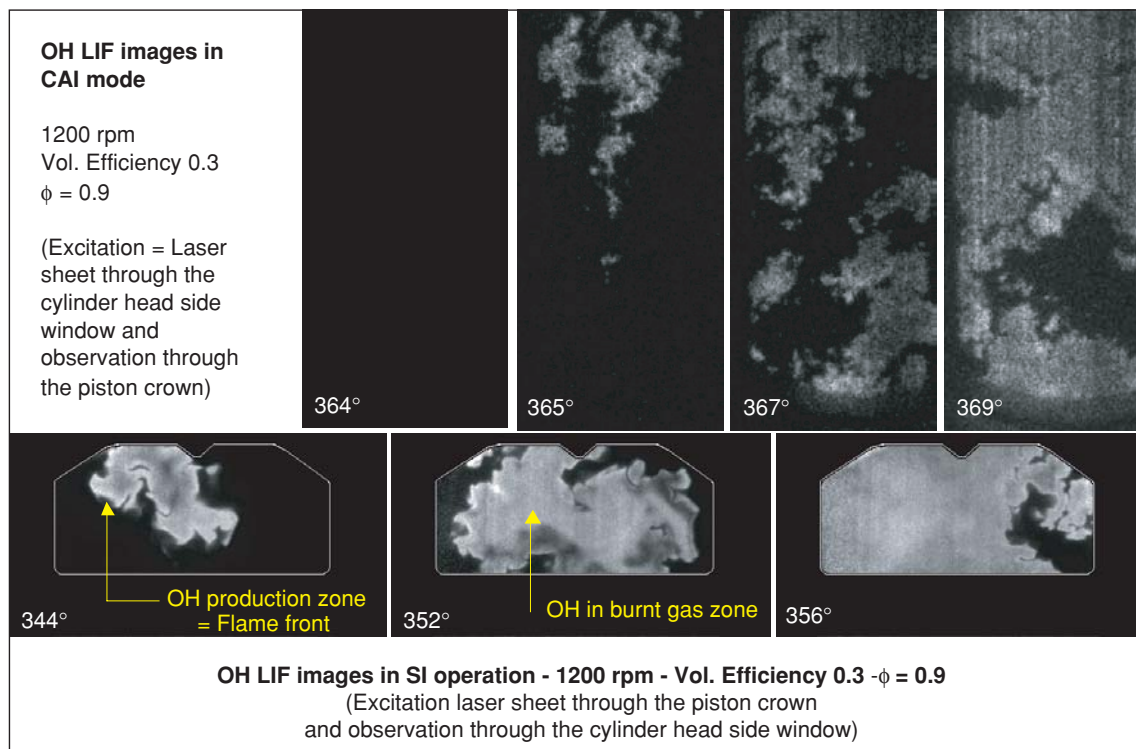 OH LIF images in
CAI mode
1200 rpm
Vol. Efficiency 0.3
ϕ = 0.9
(Excitation = Laser
sheet through the
cylinder head side
window and
observation through
the piston crown)
364°
365°
367°
369°
OH production zone
= Flame front
344°
OH in burnt gas zone
352°
356°
OH LIF images in SI operation - 1200 rpm - Vol. Efficiency 0.3 -ϕ = 0.9
(Excitation laser sheet through the piston crown
and observation through the cylinder head side window)